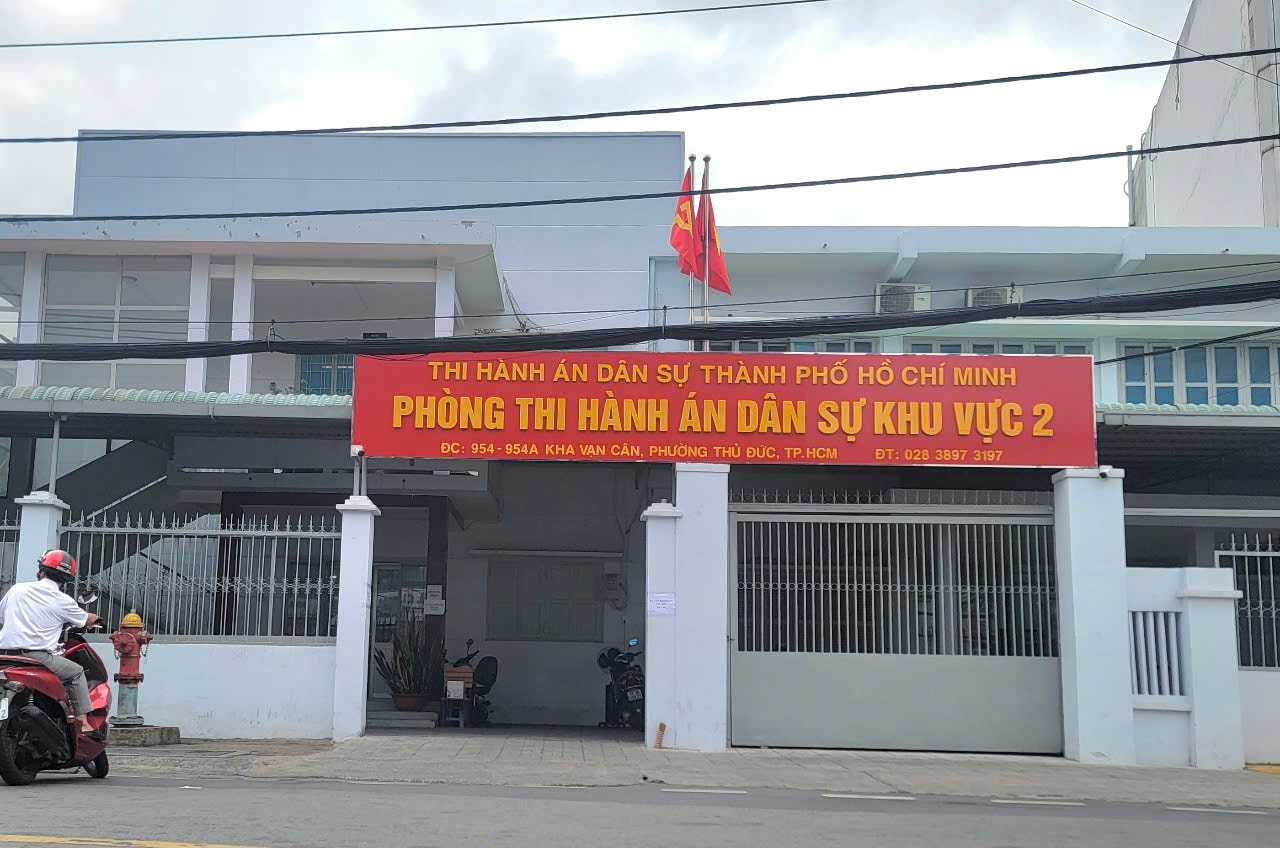 THI HÀNH ÁN DÂN SỰ THÀNH PHỐ HỒ CHÍ MINH
PHÒNG THI HÀNH ÁN DÂN SỰ KHU VỰC 2
ĐC: 954 - 954A KHA VẠN CÂN, PHƯỜNG THỦ ĐỨC, TP.HCM ĐT: 028 3897 3197